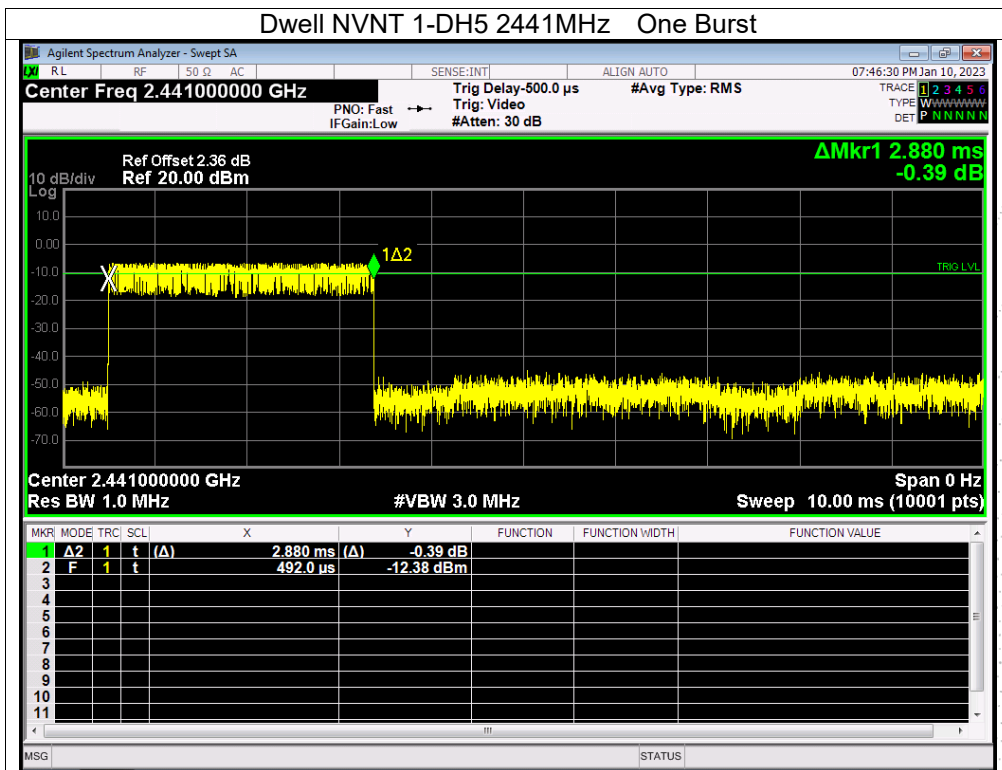 Dwell NVNT 1-DH5 2441MHz One Burst
Agilent Spectrum Analyzer - Swept SA
LXI RL RF 50 Ω AC SENSE:INT ALIGN AUTO 07:46:30 PM Jan 10, 2023
Center Freq 2.441000000 GHz
PNO: Fast
IFGain:Low
Trig Delay-500.0 µs
Trig: Video
#Atten: 30 dB
#Avg Type: RMS
TRACE 1 2 3 4 5 6
TYPE WWWWWW
DET P N N N N N
ΔMkr1 2.880 ms
-0.39 dB
Ref Offset 2.36 dB
10 dB/div Ref 20.00 dBm
Log
10.0
0.00
1Δ2
-10.0
TRIG LVL
-20.0
-30.0
-40.0
-50.0
-60.0
-70.0
Center 2.441000000 GHz Span 0 Hz
Res BW 1.0 MHz #VBW 3.0 MHz Sweep 10.00 ms (10001 pts)
MKR MODE TRC SCL X Y FUNCTION FUNCTION WIDTH FUNCTION VALUE
1 Δ2 1 t (Δ) 2.880 ms (Δ) -0.39 dB
2 F 1 t 492.0 µs -12.38 dBm
3
4
5
6
7
8
9
10
11
MSG STATUS